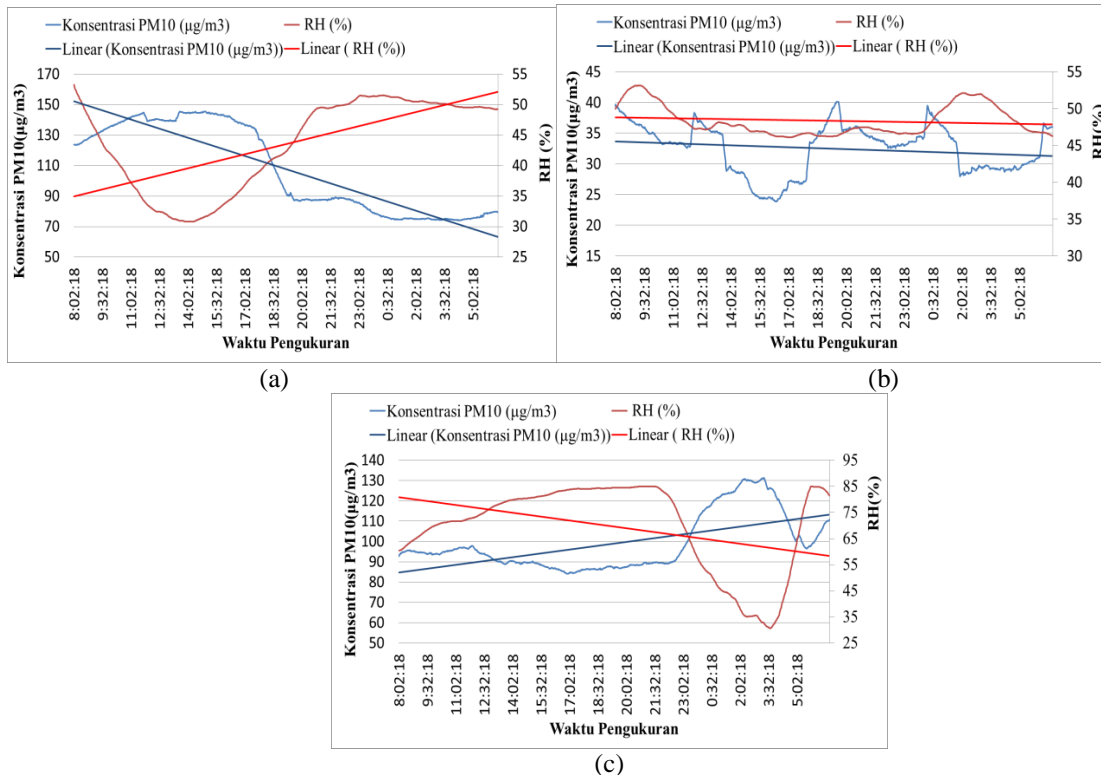 Konsentrasi PM10 (µg/m3) RH (%)
Linear (Konsentrasi PM10 (µg/m3)) Linear ( RH (%))
Konsentrasi PM10(µg/m3)
170
150
130
110
90
70
50
55
50
45
40
35
30
25
RH (%)
8:02:18 9:32:18 11:02:18 12:32:18 14:02:18 15:32:18 17:02:18 18:32:18 20:02:18 21:32:18 23:02:18 0:32:18 2:02:18 3:32:18 5:02:18
Waktu Pengukuran
(a)
Konsentrasi PM10 (µg/m3) RH (%)
Linear (Konsentrasi PM10 (µg/m3)) Linear ( RH (%))
Konsentrasi PM10(µg/m3)
45
40
35
30
25
20
15
55
50
45
40
35
30
RH(%)
8:02:18 9:32:18 11:02:18 12:32:18 14:02:18 15:32:18 17:02:18 18:32:18 20:02:18 21:32:18 23:02:18 0:32:18 2:02:18 3:32:18 5:02:18
Waktu Pengukuran
(b)
Konsentrasi PM10 (µg/m3) RH (%)
Linear (Konsentrasi PM10 (µg/m3)) Linear ( RH (%))
Konsentrasi PM10(µg/m3)
140
130
120
110
100
90
80
70
60
50
95
85
75
65
55
45
35
25
RH(%)
8:02:18 9:32:18 11:02:18 12:32:18 14:02:18 15:32:18 17:02:18 18:32:18 20:02:18 21:32:18 23:02:18 0:32:18 2:02:18 3:32:18 5:02:18
Waktu Pengukuran
(c)